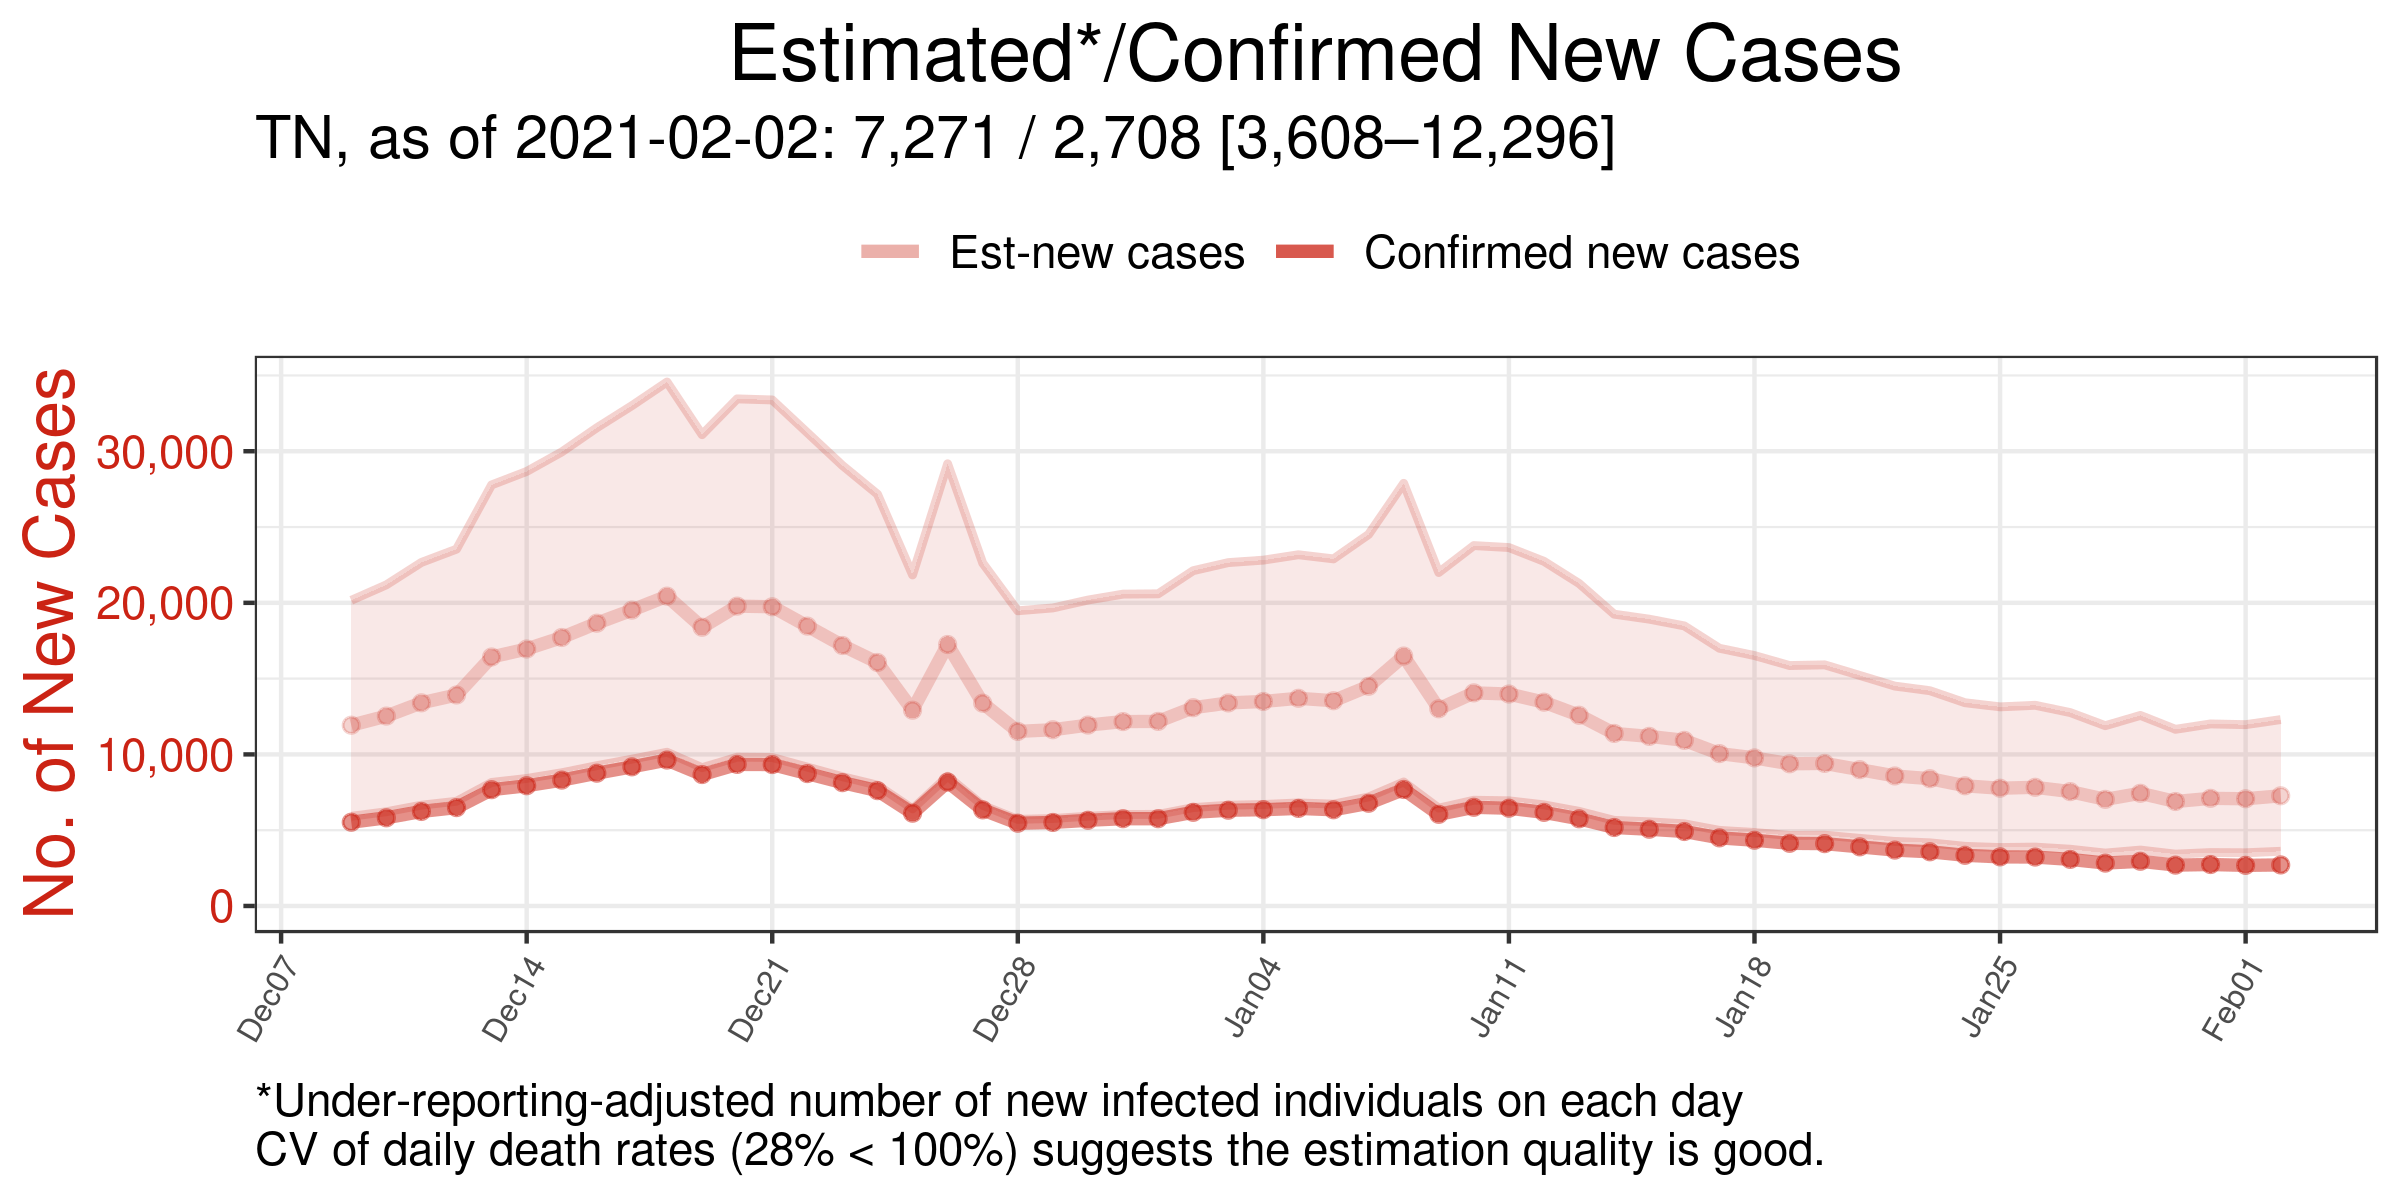 Estimated*/Confirmed New Cases
TN, as of 2021-02-02: 7,271 / 2,708 [3,608–12,296]
Est-new cases
Confirmed new cases
No. of New Cases
30,000
20,000
10,000
0
Dec07
Dec14
Dec21
Dec28
Jan04
Jan11
Jan18
Jan25
Feb01
*Under-reporting-adjusted number of new infected individuals on each day
CV of daily death rates (28% < 100%) suggests the estimation quality is good.